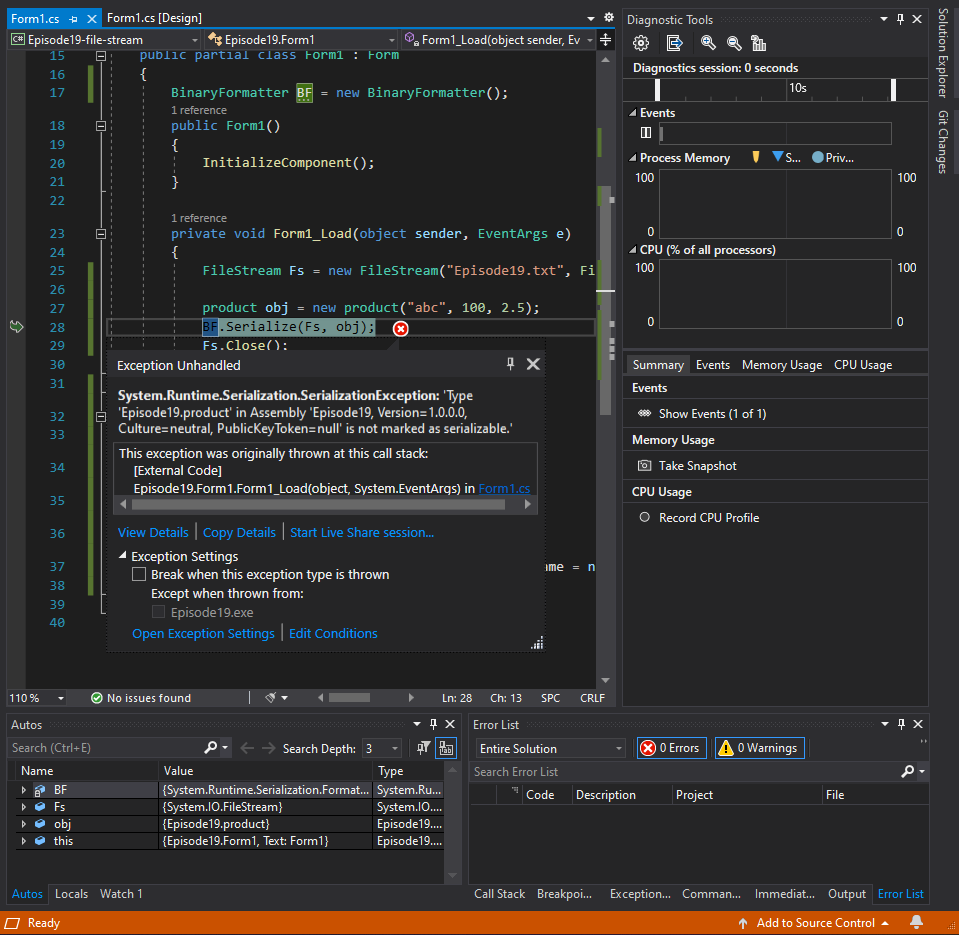 Form1.cs
Form1.cs [Design]
Episode19-file-stream
Episode19.Form1
Form1_Load(object sender, Ev
15 public partial class Form1 : Form
16 {
17 BinaryFormatter BF = new BinaryFormatter();
1 reference
18 public Form1()
19 {
20 InitializeComponent();
21 }
22
1 reference
23 private void Form1_Load(object sender, EventArgs e)
24 {
25 FileStream Fs = new FileStream("Episode19.txt", Fi
26
27 product obj = new product("abc", 100, 2.5);
28 BF.Serialize(Fs, obj);
29 Fs.Close();
30
31
32
33
34
35
36
37 ame = n
38
39
40
Exception Unhandled
System.Runtime.Serialization.SerializationException: 'Type
'Episode19.product' in Assembly 'Episode19, Version=1.0.0.0,
Culture=neutral, PublicKeyToken=null' is not marked as serializable.'
This exception was originally thrown at this call stack:
[External Code]
Episode19.Form1.Form1_Load(object, System.EventArgs) in Form1.cs
View Details | Copy Details | Start Live Share session...
Exception Settings
Break when this exception type is thrown
Except when thrown from:
Episode19.exe
Open Exception Settings | Edit Conditions
110 %
No issues found
Ln: 28 Ch: 13 SPC CRLF
Diagnostic Tools
Diagnostics session: 0 seconds
10s
Events
Process Memory S... Priv...
100 100
0 0
CPU (% of all processors)
100 100
0 0
Summary Events Memory Usage CPU Usage
Events
Show Events (1 of 1)
Memory Usage
Take Snapshot
CPU Usage
Record CPU Profile
Solution Explorer
Git Changes
Autos
Search (Ctrl+E)
Search Depth: 3
Name Value Type
BF {System.Runtime.Serialization.Format... System.Ru...
Fs {System.IO.FileStream} System.IO....
obj {Episode19.product} Episode19....
this {Episode19.Form1, Text: Form1} Episode19....
Autos Locals Watch 1
Error List
Entire Solution
0 Errors
0 Warnings
Search Error List
Code Description Project File
Call Stack Breakpoi... Exception... Comman... Immediat... Output Error List
Ready
Add to Source Control